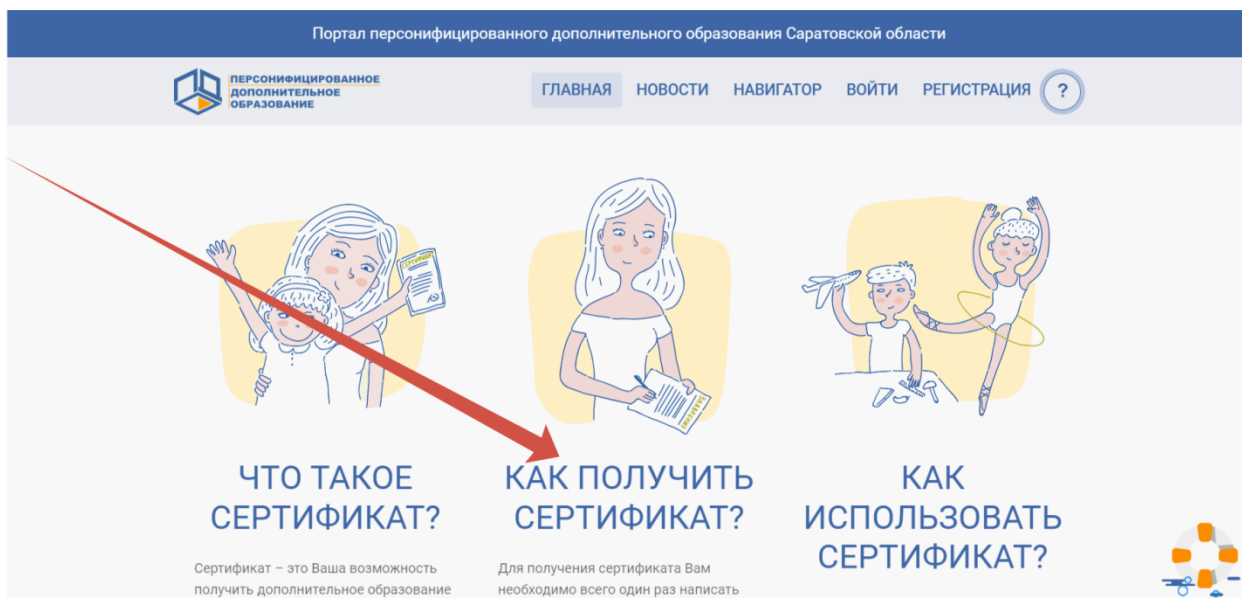 Портал персонифицированного дополнительного образования Саратовской области
ПЕРСОНИФИЦИРОВАННОЕ
ДОПОЛНИТЕЛЬНОЕ
ОБРАЗОВАНИЕ
ГЛАВНАЯ НОВОСТИ НАВИГАТОР ВОЙТИ РЕГИСТРАЦИЯ ?
ЧТО ТАКОЕ
СЕРТИФИКАТ?
Сертификат – это Ваша возможность
получить дополнительное образование
КАК ПОЛУЧИТЬ
СЕРТИФИКАТ?
Для получения сертификата Вам
необходимо всего один раз написать
КАК
ИСПОЛЬЗОВАТЬ
СЕРТИФИКАТ?